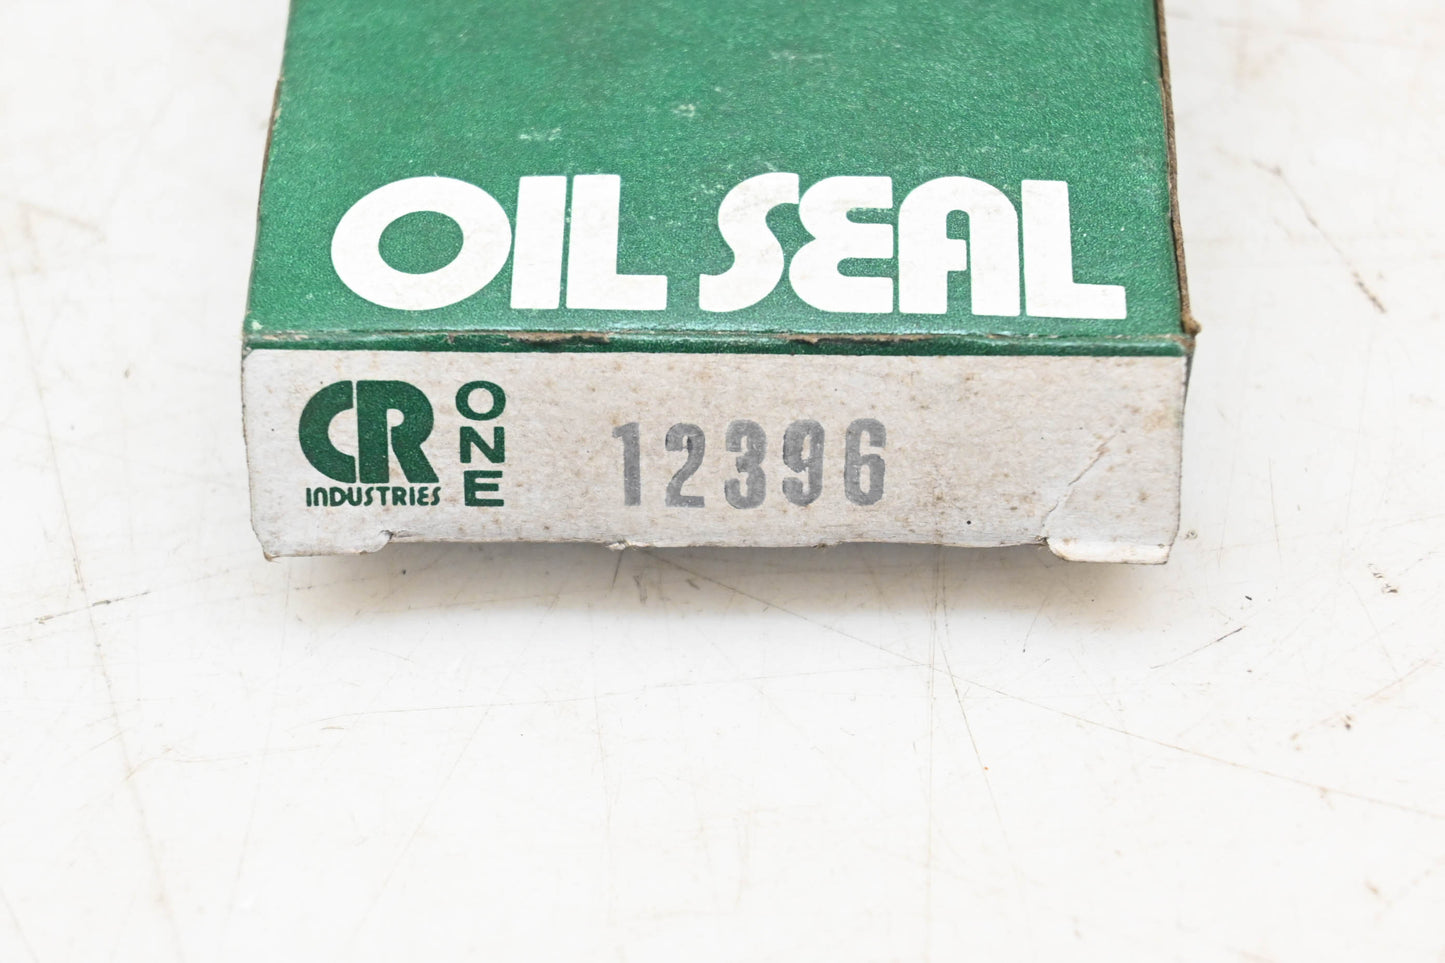 OIL SEAL
CR ONE 12396
INDUSTRIES